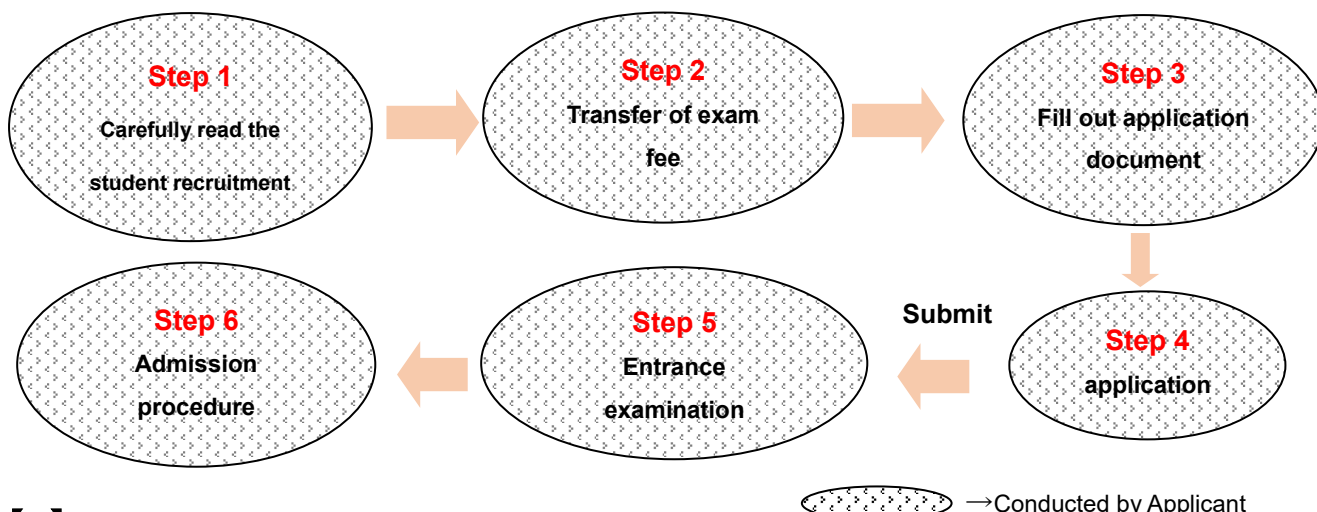 Step 1
Carefully read the
student recruitment
Step 2
Transfer of exam
fee
Step 3
Fill out application
document
Step 4
application
Submit
Step 5
Entrance
examination
Step 6
Admission
procedure
→Conducted by Applicant